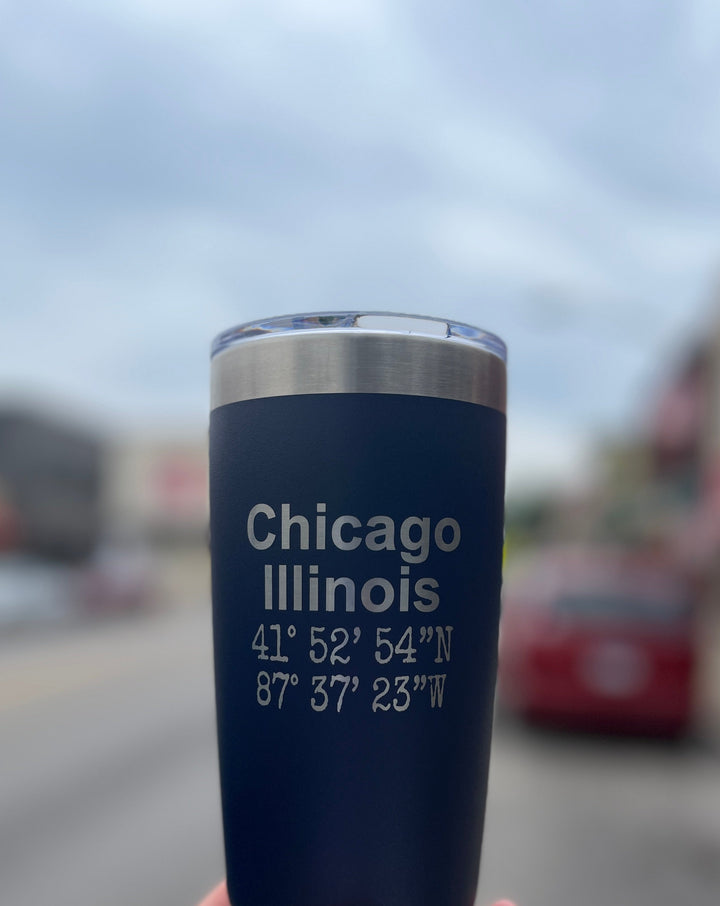 Chicago
Illinois
41° 52’ 54”N
87° 37’ 23”W